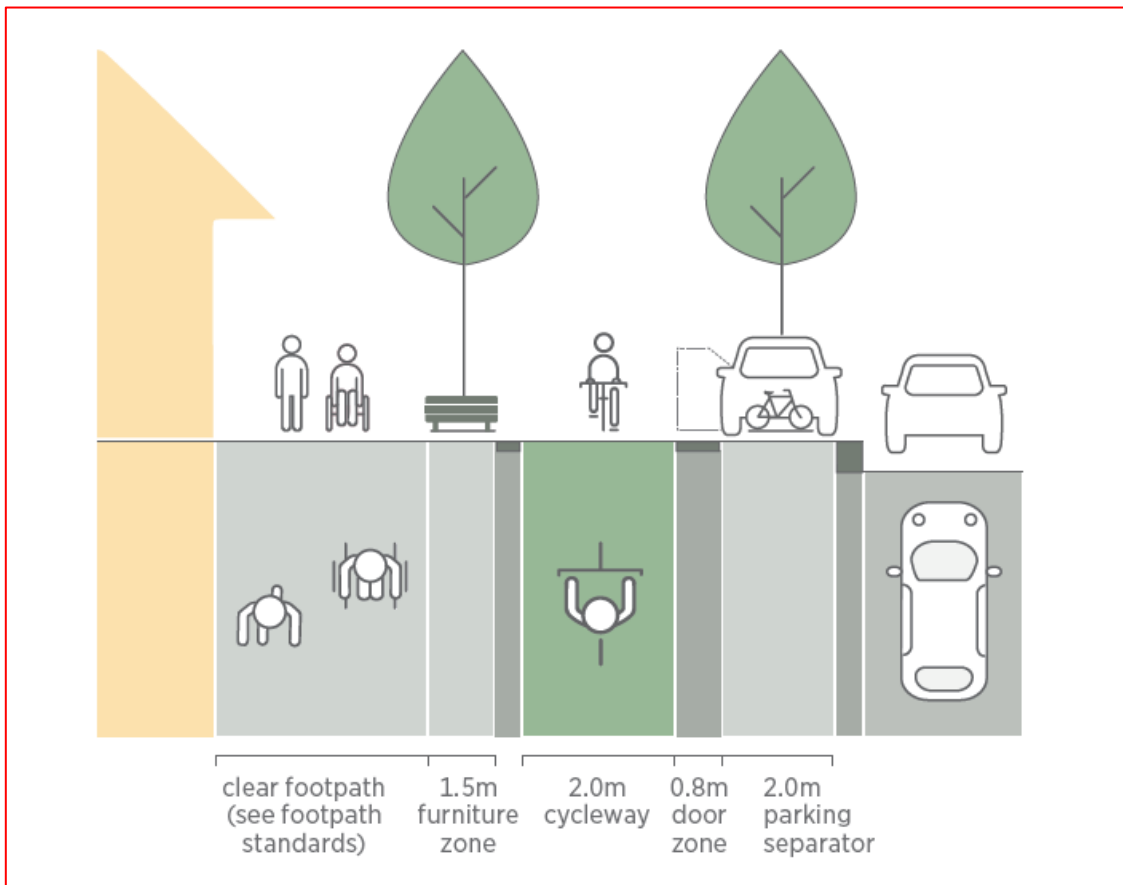 clear footpath
(see footpath
standards)
1.5m
furniture
zone
2.0m
cycleway
0.8m
door
zone
2.0m
parking
separator